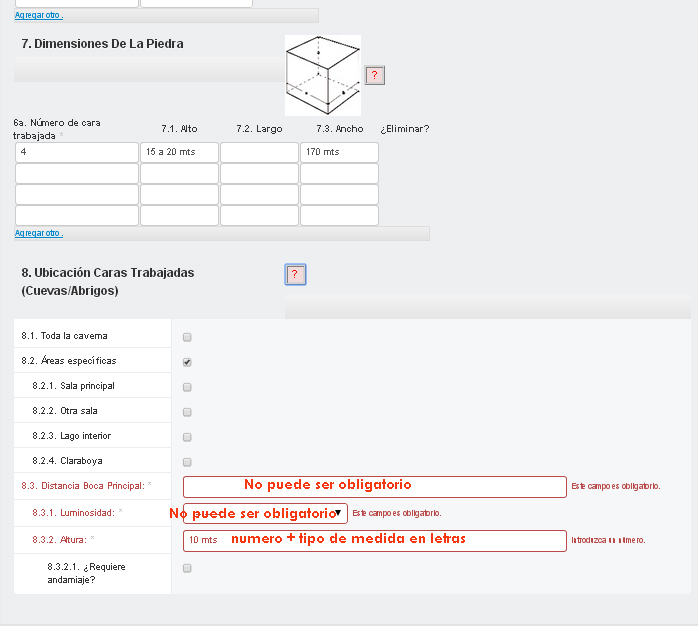 Agregar otro .
7. Dimensiones De La Piedra
?
6a. Número de cara trabajada * 7.1. Alto 7.2. Largo 7.3. Ancho ¿Eliminar?
4 15 a 20 mts 170 mts
Agregar otro .
8. Ubicación Caras Trabajadas
(Cuevas/Abrigos)
?
8.1. Toda la caverna
8.2. Áreas específicas
8.2.1. Sala principal
8.2.2. Otra sala
8.2.3. Lago interior
8.2.4. Claraboya
8.3. Distancia Boca Principal: * No puede ser obligatorio Este campo es obligatorio.
8.3.1. Luminosidad: * No puede ser obligatorio Este campo es obligatorio.
8.3.2. Altura: * 10 mts numero + tipo de medida en letras Introduzca un número.
8.3.2.1. ¿Requiere
andamiaje?